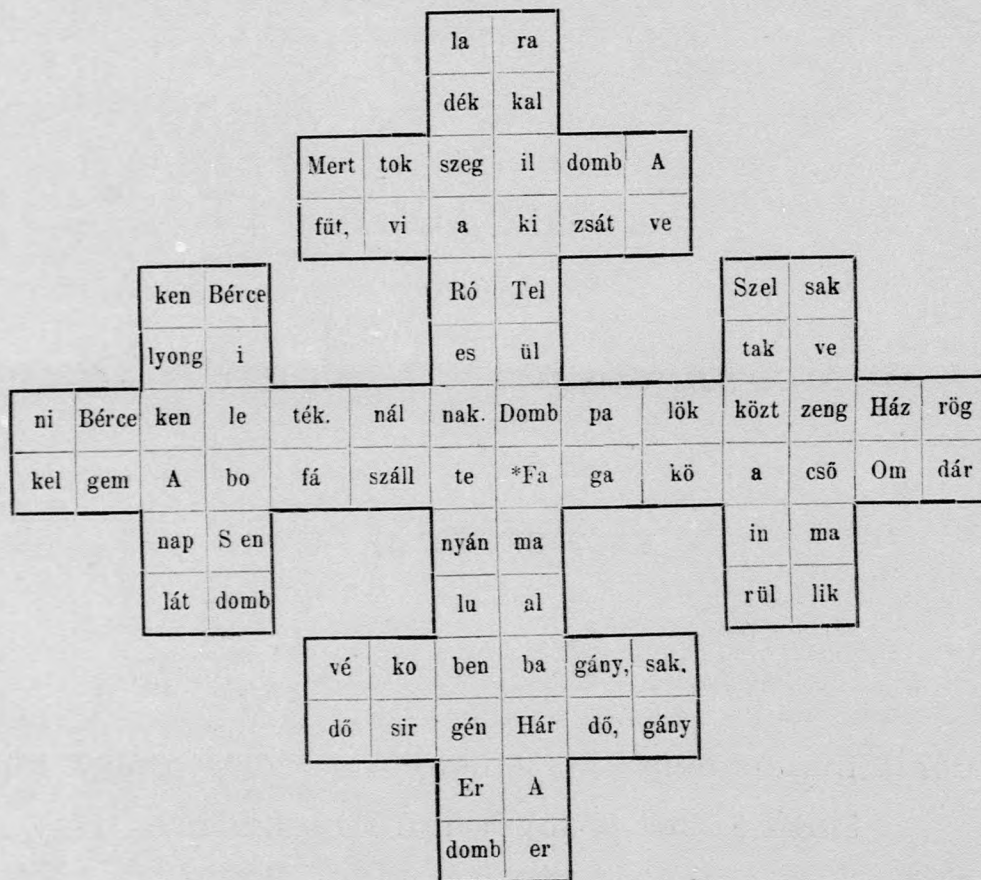 la ra
dék kal
Mert tok szeg il domb A
füt, vi a ki zsát ve
ken Bérce Ró Tel Szel sak
lyong i es ül tak ve
ni Bérce ken le ték. nál nak. Domb pa lök közt zeng Ház rög
kel gem A bo fá száll te *Fa ga kö a cső Om dár
nap S en nyán ma in ma
lát domb lu al rül lik
vé ko ben ba gány, sak.
dő sir gén Hár dő, gány
Er A
domb er